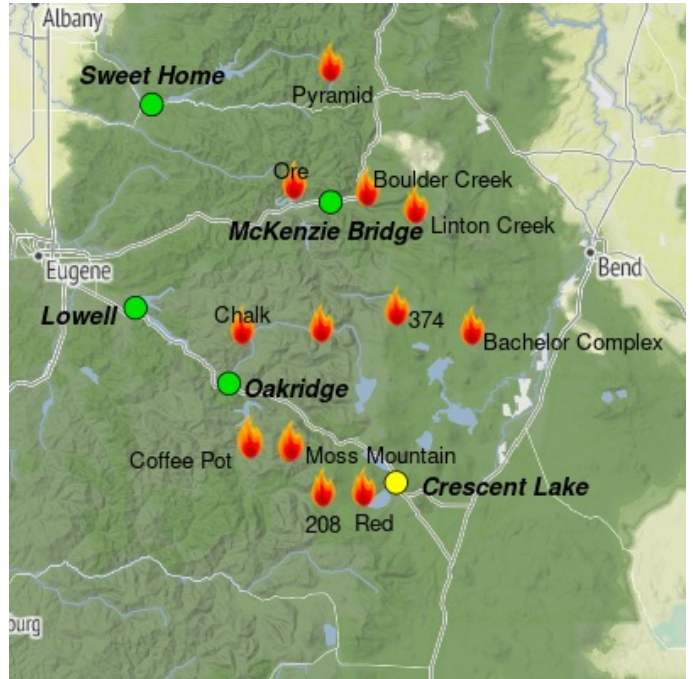 Albany
Sweet Home
Pyramid
Ore
Boulder Creek
McKenzie Bridge
Linton Creek
Eugene
Bend
Lowell
Chalk
374
Bachelor Complex
Oakridge
Coffee Pot
Moss Mountain
Crescent Lake
208
Red
burg